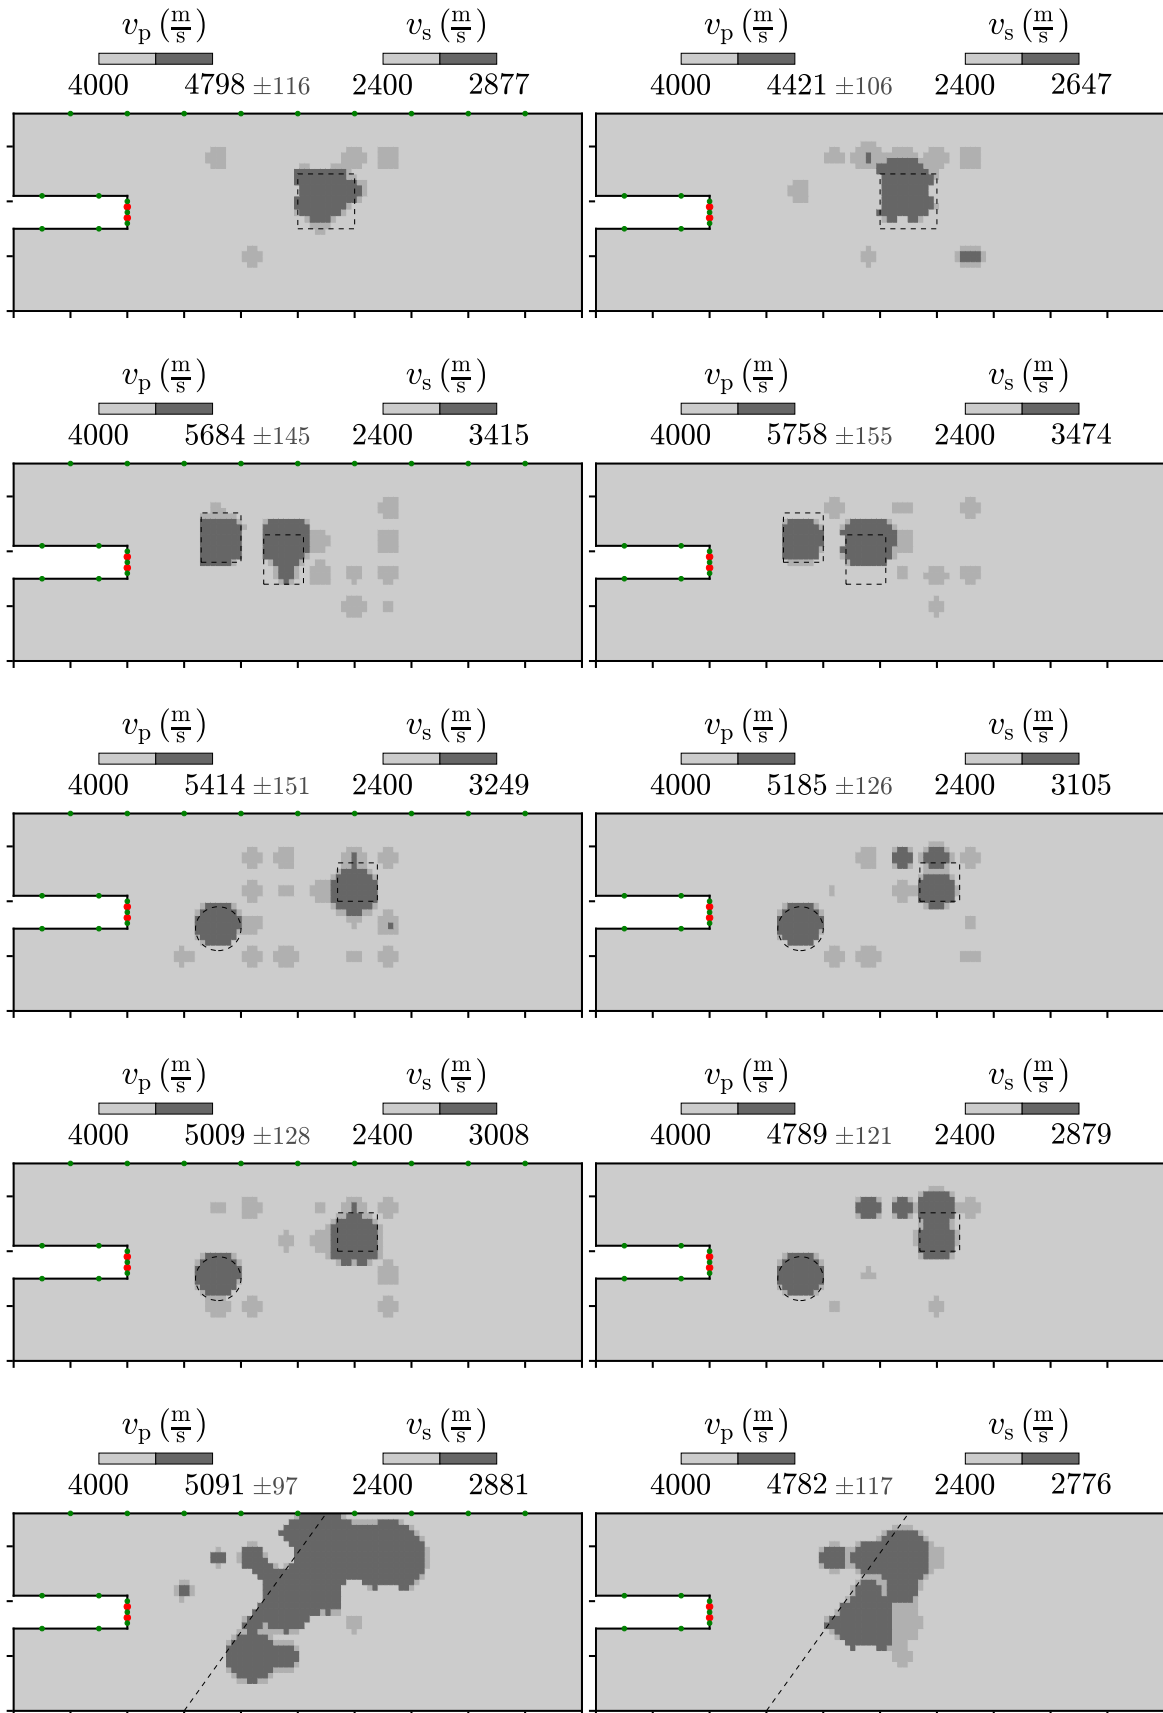 v_p (m/s) v_s (m/s) v_p (m/s) v_s (m/s)
4000 4798 ±116 2400 2877 4000 4421 ±106 2400 2647
v_p (m/s) v_s (m/s) v_p (m/s) v_s (m/s)
4000 5684 ±145 2400 3415 4000 5758 ±155 2400 3474
v_p (m/s) v_s (m/s) v_p (m/s) v_s (m/s)
4000 5414 ±151 2400 3249 4000 5185 ±126 2400 3105
v_p (m/s) v_s (m/s) v_p (m/s) v_s (m/s)
4000 5009 ±128 2400 3008 4000 4789 ±121 2400 2879
v_p (m/s) v_s (m/s) v_p (m/s) v_s (m/s)
4000 5091 ±97 2400 2881 4000 4782 ±117 2400 2776